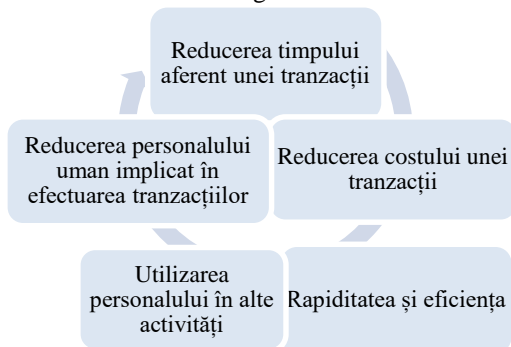 Reducerea timpului
aferent unei tranzacții
Reducerea costului unei
tranzacții
Rapiditatea și eficiența
Utilizarea
personalului în alte
activități
Reducerea personalului
uman implicat în
efectuarea tranzacțiilor